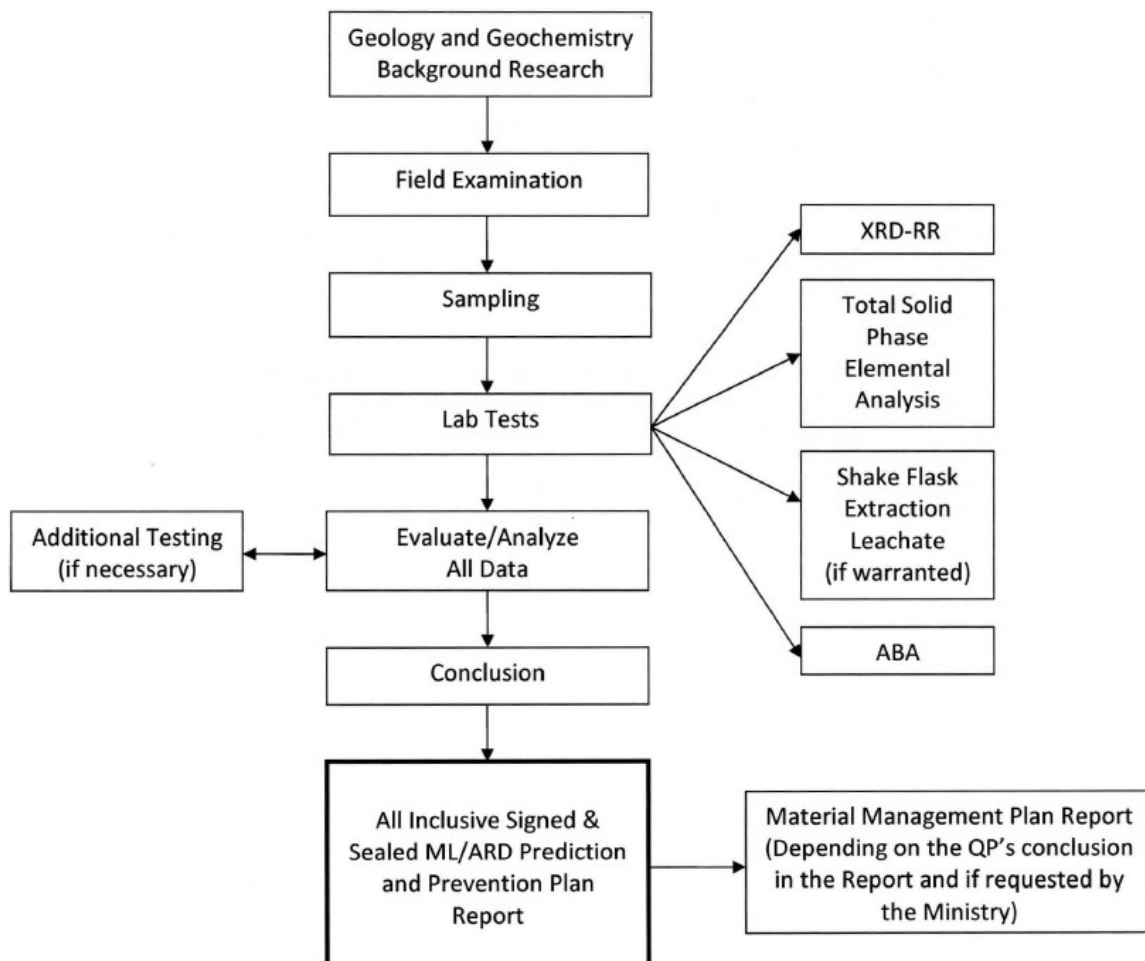 Geology and Geochemistry
Background Research
Field Examination
Sampling
Lab Tests
XRD-RR
Total Solid
Phase
Elemental
Analysis
Shake Flask
Extraction
Leachate
(if warranted)
ABA
Additional Testing
(if necessary)
Evaluate/Analyze
All Data
Conclusion
All Inclusive Signed &
Sealed ML/ARD Prediction
and Prevention Plan
Report
Material Management Plan Report
(Depending on the QP's conclusion
in the Report and if requested by
the Ministry)